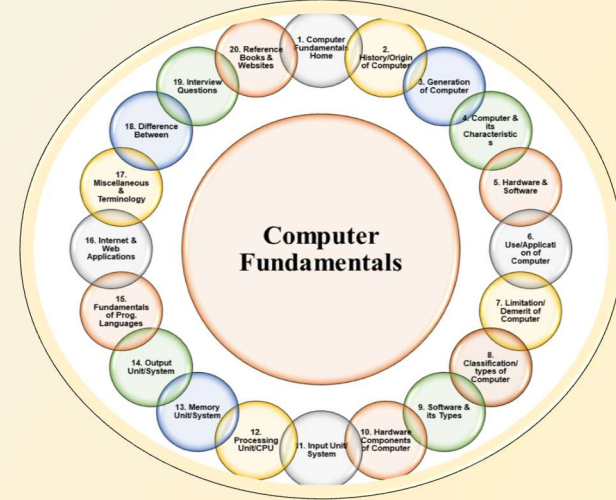 1. Computer
Fundamentals
Home
2.
History/Origin
of Computer
3. Generation
of Computer
4. Computer &
its
Characteristic
s
5. Hardware &
Software
6.
Use/Applicati
on of
Computer
7. Limitation/
Demerit of
Computer
8.
Classification/
types of
Computer
9. Software &
its Types
10. Hardware
Components
of Computer
11. Input Unit/
System
12.
Processing
Unit/CPU
13. Memory
Unit/System
14. Output
Unit/System
15.
Fundamentals
of Prog.
Languages
16. Internet &
Web
Applications
17.
Miscellaneous
&
Terminology
18. Difference
Between
19. Interview
Questions
20. Reference
Books &
Websites
Computer
Fundamentals